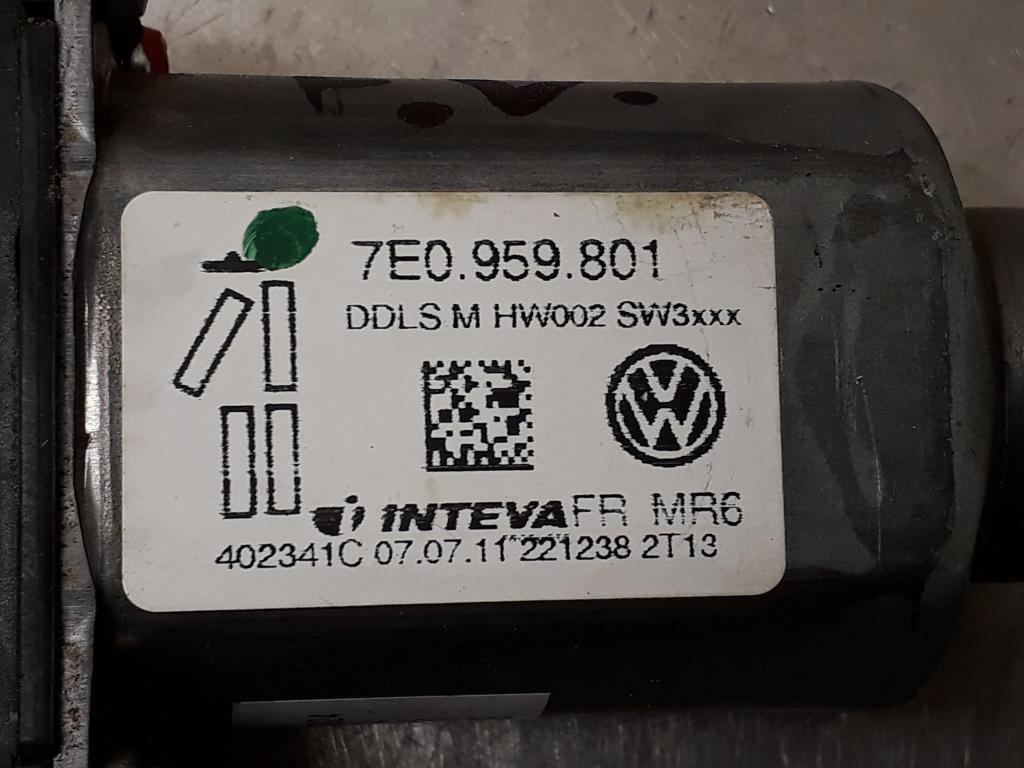 7E0.959.801
DDLS M HW002 SW3xxx
INTEVA FR MR6
402341C 07.07.11 221238 2T13